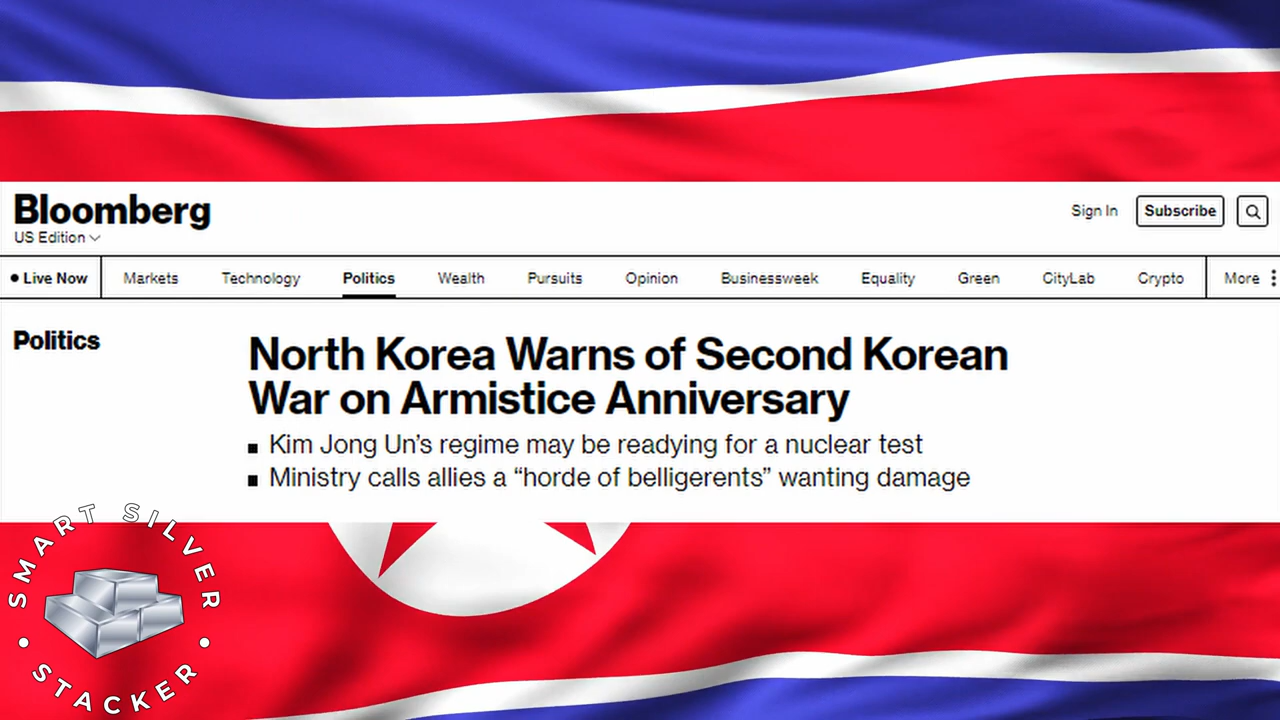 Bloomberg
Sign In
Subscribe
US Edition
Live Now
Markets
Technology
Politics
Wealth
Pursuits
Opinion
Businessweek
Equality
Green
CityLab
Crypto
More
Politics
North Korea Warns of Second Korean
War on Armistice Anniversary
Kim Jong Un's regime may be readying for a nuclear test
Ministry calls allies a “horde of belligerents” wanting damage
SMART SILVER
STACKER